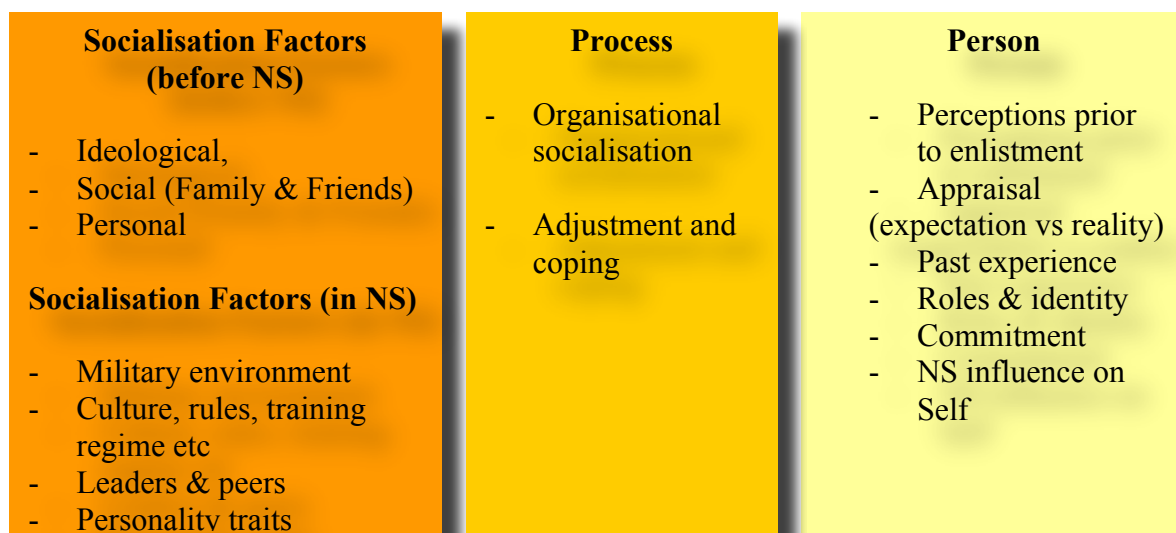 Socialisation Factors
(before NS)
- Ideological,
- Social (Family & Friends)
- Personal
Socialisation Factors (in NS)
- Military environment
- Culture, rules, training
regime etc
- Leaders & peers
- Personality traits
Process
- Organisational
socialisation
- Adjustment and
coping
Person
- Perceptions prior
to enlistment
- Appraisal
(expectation vs reality)
- Past experience
- Roles & identity
- Commitment
- NS influence on
Self